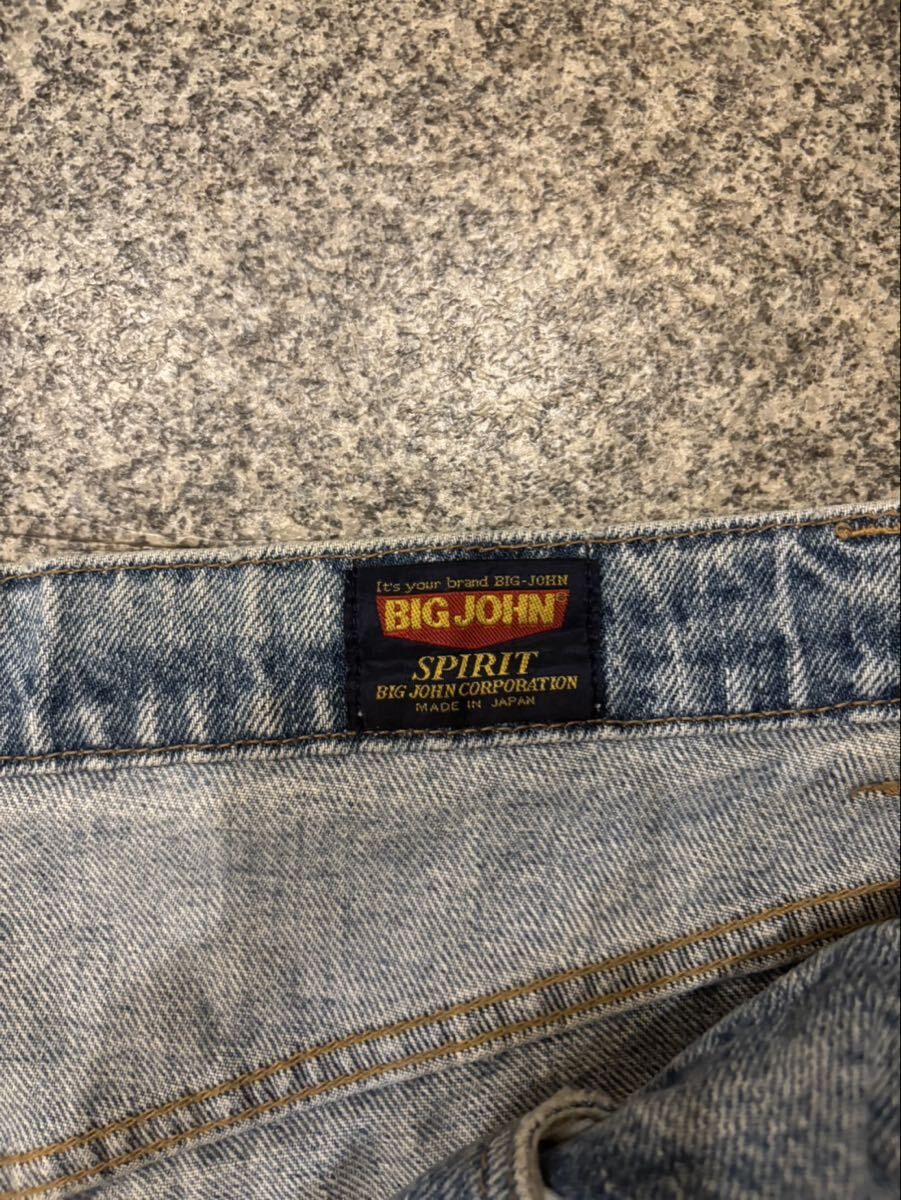 It's your brand BIG-JOHN
BIG JOHN®
SPIRIT
BIG JOHN CORPORATION
MADE IN JAPAN